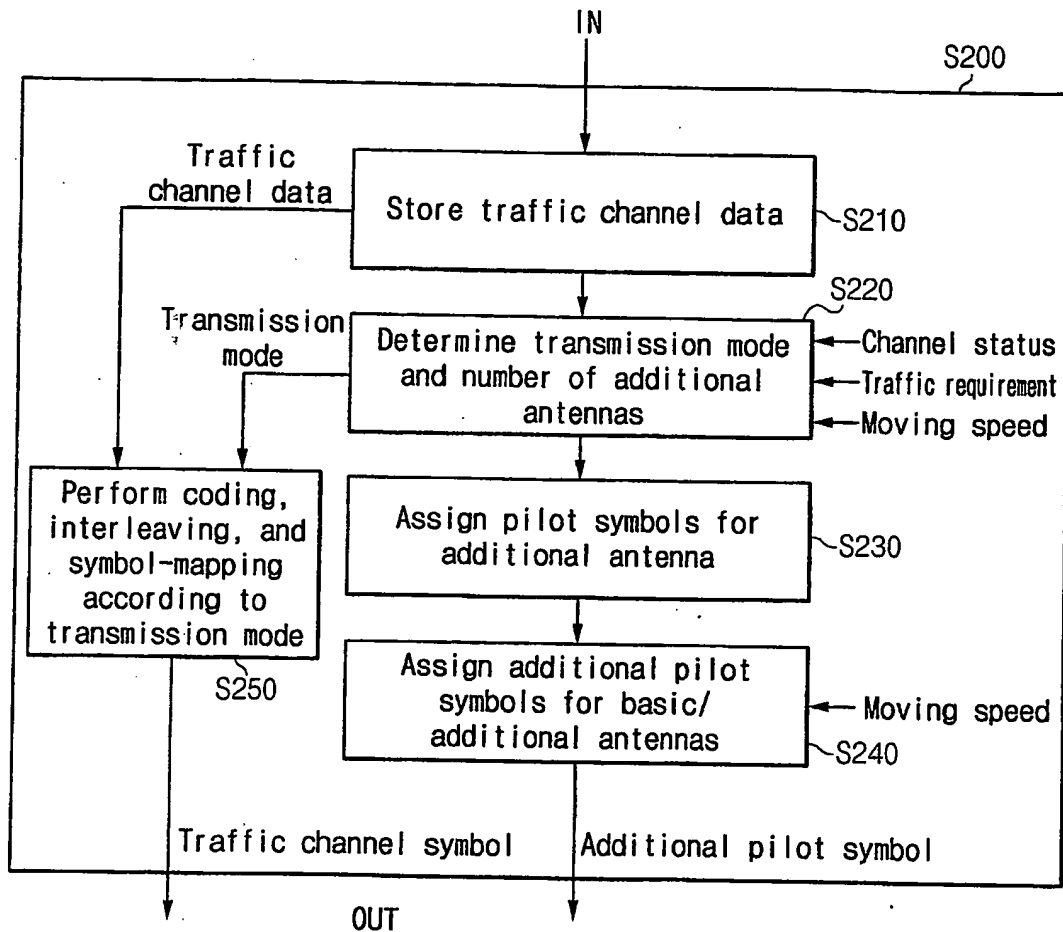 IN
S200
Traffic
channel data
Store traffic channel data
S210
S220
Transmission
mode
Determine transmission mode
and number of additional
antennas
Channel status
Traffic requirement
Moving speed
Perform coding,
interleaving, and
symbol-mapping
according to
transmission mode
S250
Assign pilot symbols for
additional antenna
S230
Assign additional pilot
symbols for basic/
additional antennas
Moving speed
S240
Traffic channel symbol
Additional pilot symbol
OUT